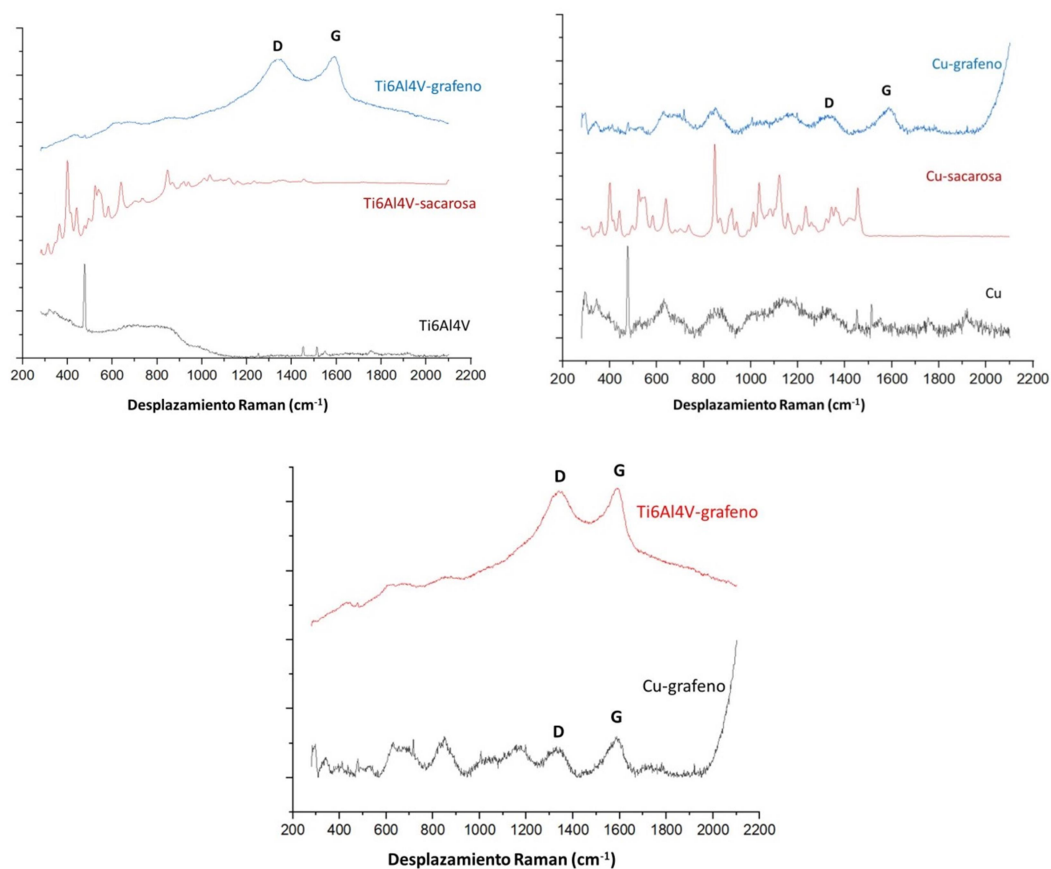 D
G
Ti6Al4V-grafeno
Ti6Al4V-sacarosa
Ti6Al4V
200 400 600 800 1000 1200 1400 1600 1800 2000 2200
Desplazamiento Raman (cm⁻¹)
Cu-grafeno
D
G
Cu-sacarosa
Cu
200 400 600 800 1000 1200 1400 1600 1800 2000 2200
Desplazamiento Raman (cm⁻¹)
D
G
Ti6Al4V-grafeno
Cu-grafeno
D
G
200 400 600 800 1000 1200 1400 1600 1800 2000 2200
Desplazamiento Raman (cm⁻¹)